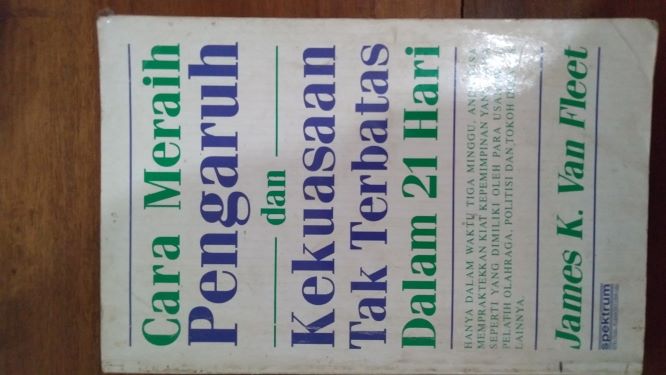 Cara Meraih
Pengaruh
dan
Kekuasaan
Tak Terbatas
Dalam 21 Hari
HANYA DALAM WAKTU TIGA MINGGU,
MEMPRAKTEKKAN KIAT KEPEMIMPINAN
SEPERTI YANG DIMILIKI OLEH PARA
PELATIH OLAHRAGA, POLITISI DAN TOKOH
LAINNYA.
James K. Van Fleet
spektrum